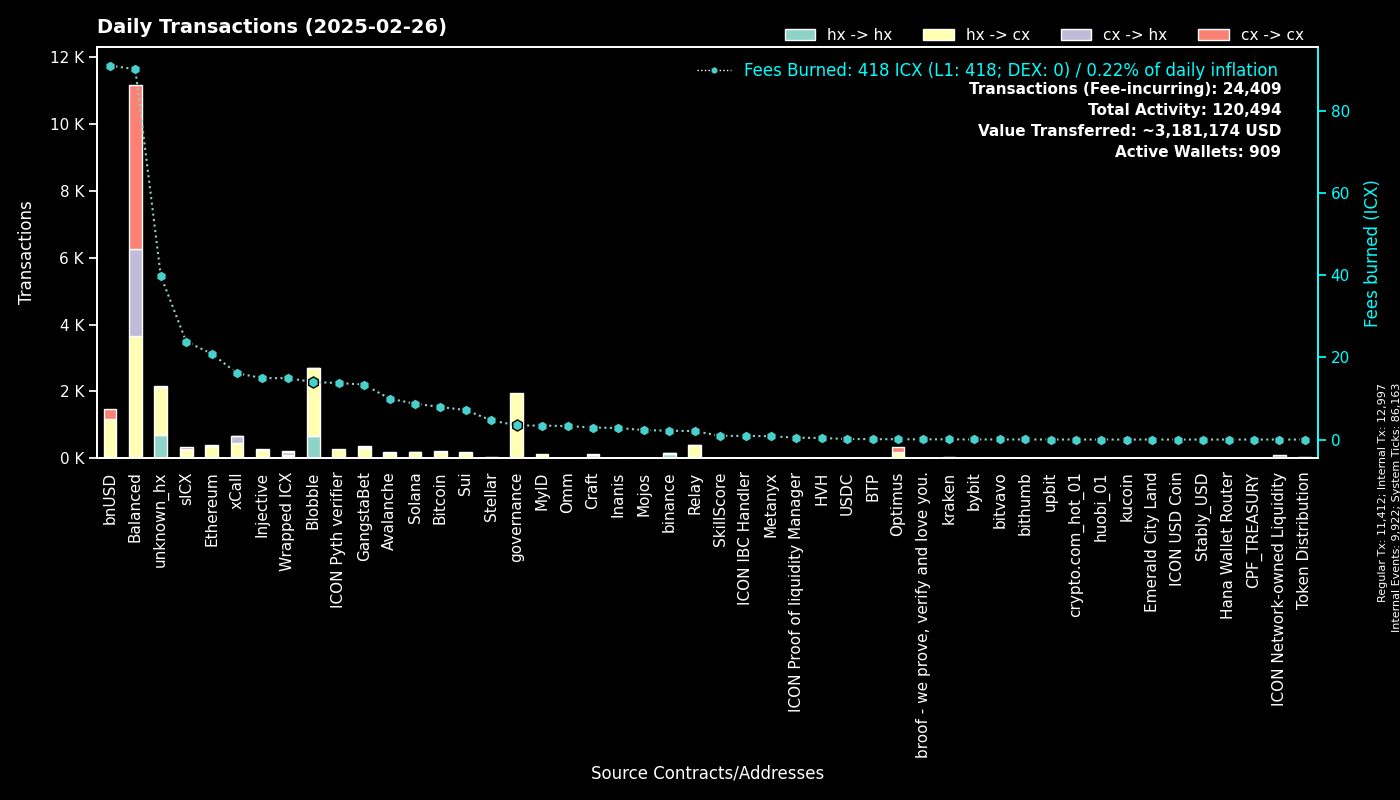 Daily Transactions (2025-02-26)
hx -> hx
hx -> cx
cx -> hx
cx -> cx
Fees Burned: 418 ICX (L1: 418; DEX: 0) / 0.22% of daily inflation
Transactions (Fee-incurring): 24,409
Total Activity: 120,494
Value Transferred: ~3,181,174 USD
Active Wallets: 909
Transactions
12 K
10 K
8 K
6 K
4 K
2 K
0 K
80
60
40
20
0
Fees burned (ICX)
bnUSD
Balanced
unknown_hx
sICX
Ethereum
xCall
Injective
Wrapped ICX
Blobble
ICON Pyth verifier
GangstaBet
Avalanche
Solana
Bitcoin
Sui
Stellar
governance
MyID
Omm
Craft
Inanis
Mojos
binance
Relay
SkillScore
ICON IBC Handler
Metanyx
ICON Proof of liquidity Manager
HVH
USDC
BTP
Optimus
broof - we prove, verify and love you.
kraken
bybit
bitvavo
bithumb
upbit
crypto.com_hot_01
huobi_01
kucoin
Emerald City Land
ICON USD Coin
Stably_USD
Hana Wallet Router
CPF_TREASURY
ICON Network-owned Liquidity
Token Distribution
Source Contracts/Addresses
Regular Tx: 11,412; Internal Tx: 12,997
Internal Events: 9,922; System Ticks: 86,163